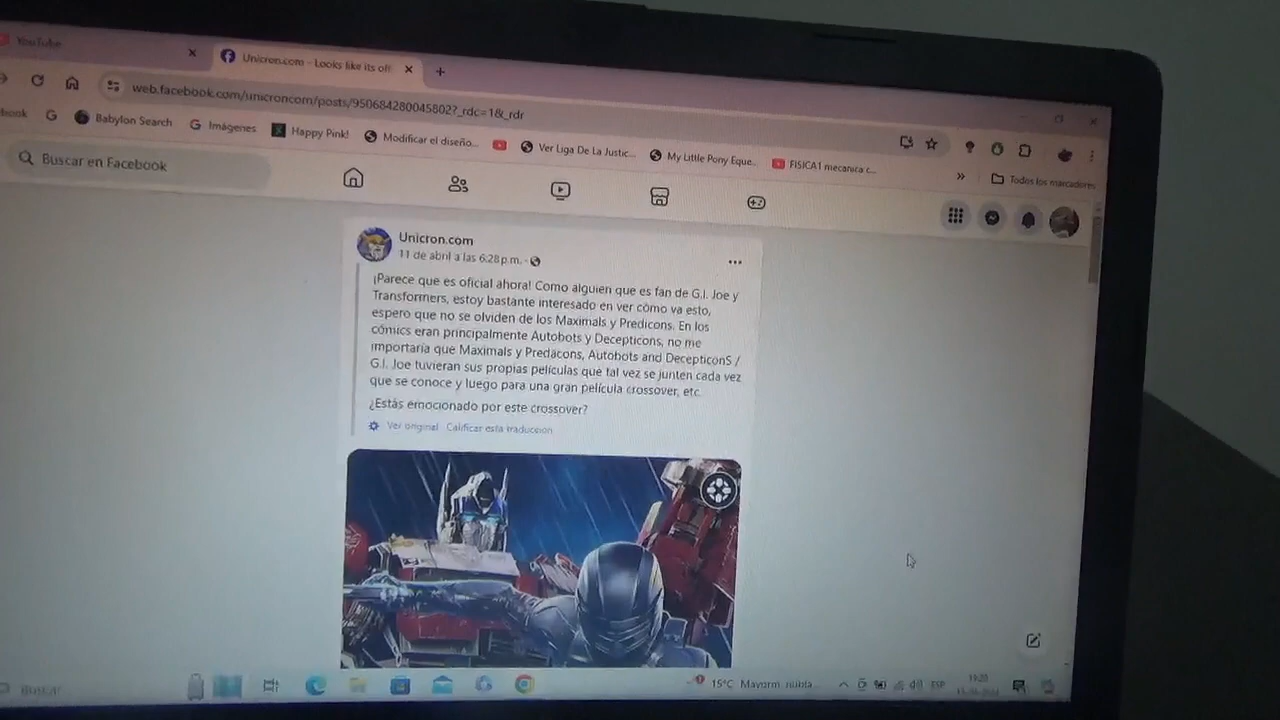 YouTube
Unicron.com - Looks like its off
web.facebook.com/unicroncom/posts/950684280045802?_rdc=1&_rdr
book
Babylon Search
Imágenes
Happy Pink!
Modificar el diseño...
Ver Liga De La Justic...
My Little Pony Eque...
FISICA1 mecanica c...
»
Todos los marcadores
Buscar en Facebook
Unicron.com
11 de abril a las 6:28 p.m. ·
¡Parece que es oficial ahora! Como alguien que es fan de G.I. Joe y
Transformers, estoy bastante interesado en ver cómo va esto,
espero que no se olviden de los Maximals y Predicons. En los
cómics eran principalmente Autobots y Decepticons, no me
importaría que Maximals y Predacons, Autobots and DecepticonS /
G.I. Joe tuvieran sus propias películas que tal vez se junten cada vez
que se conoce y luego para una gran película crossover, etc.
¿Estás emocionado por este crossover?
Ver original · Calificar esta traducción
Buscar
15°C Mayorm. nubla...
ESP